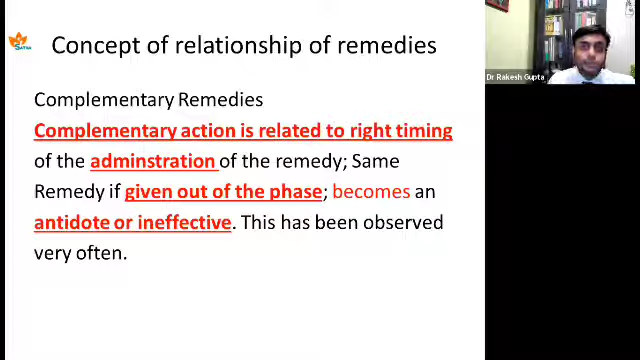 Concept of relationship of remedies
Complementary Remedies
Complementary action is related to right timing
of the adminstration of the remedy; Same
Remedy if given out of the phase; becomes an
antidote or ineffective. This has been observed
very often.
Dr Rakesh Gupta